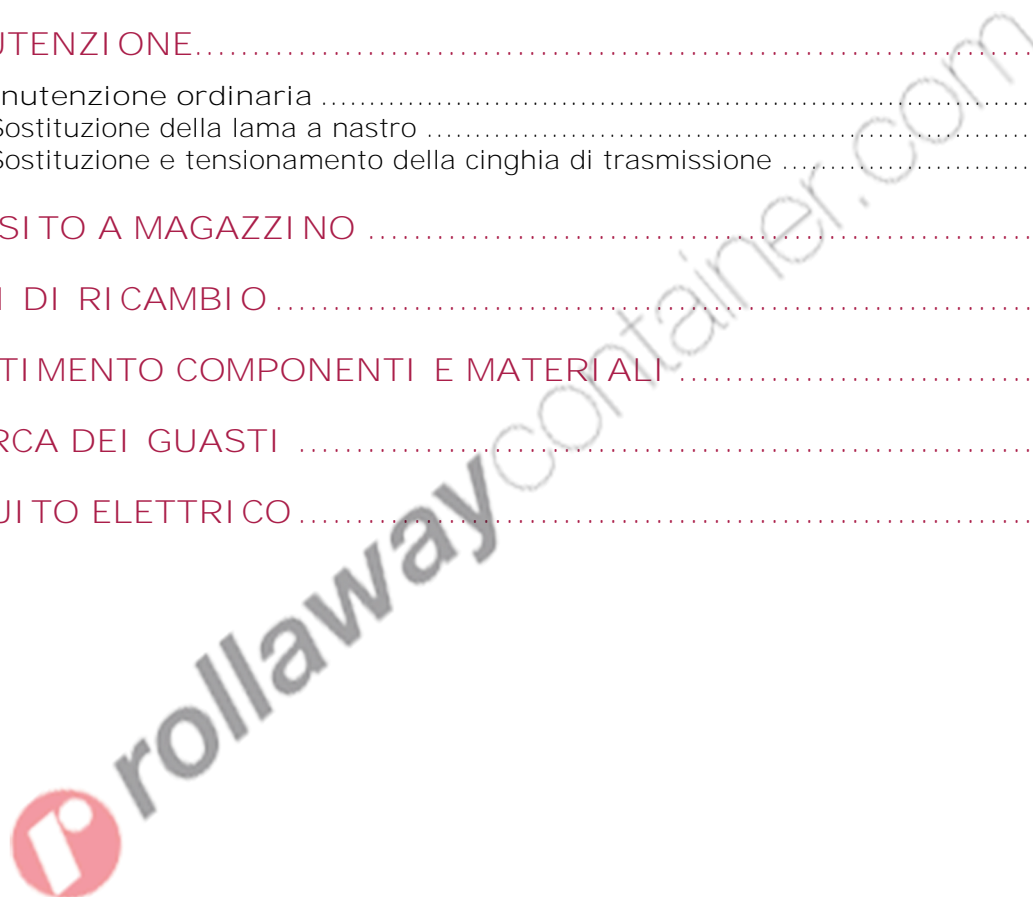 UTENZIONE
nutenzione ordinaria
Sostituzione della lama a nastro
Sostituzione e tensionamento della cinghia di trasmissione
SITO A MAGAZZINO
I DI RICAMBIO
TIMENTO COMPONENTI E MATERIALI
RCA DEI GUASTI
UITO ELETTRICO
rollawaycontainer.com